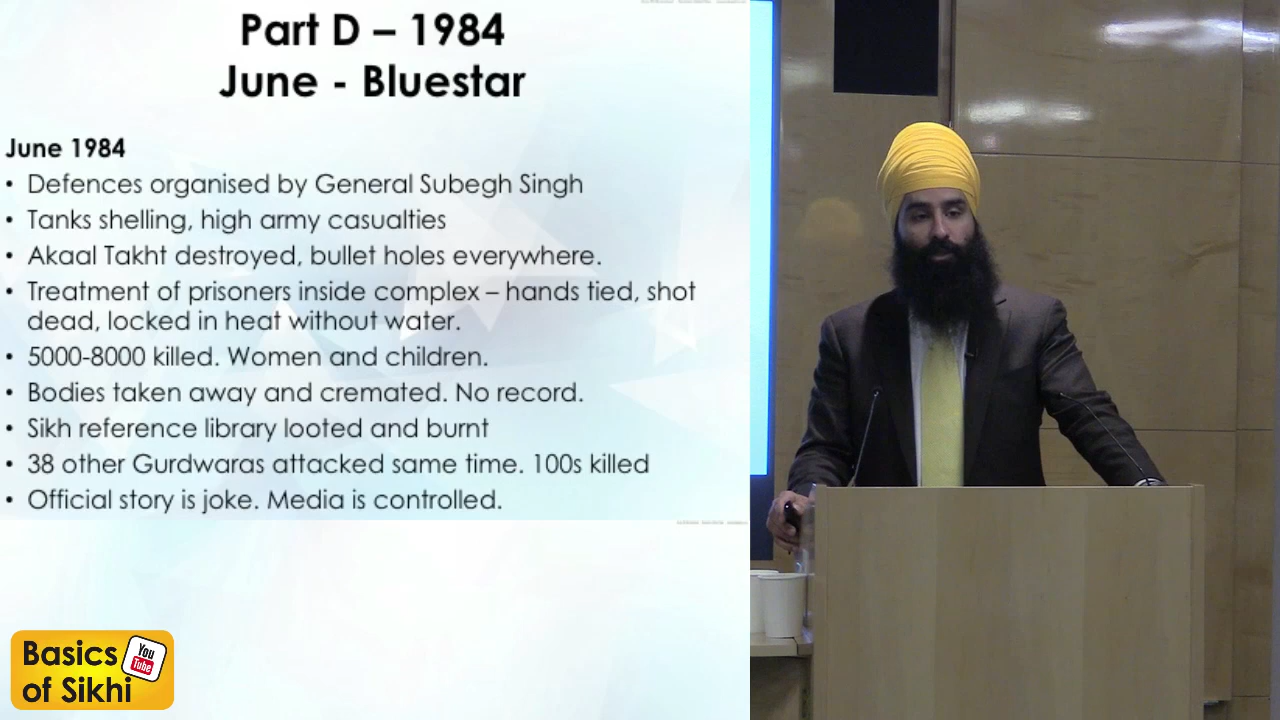 Part D – 1984
June - Bluestar
June 1984
• Defences organised by General Subegh Singh
• Tanks shelling, high army casualties
• Akaal Takht destroyed, bullet holes everywhere.
• Treatment of prisoners inside complex – hands tied, shot
dead, locked in heat without water.
• 5000-8000 killed. Women and children.
• Bodies taken away and cremated. No record.
• Sikh reference library looted and burnt
• 38 other Gurdwaras attacked same time. 100s killed
• Official story is joke. Media is controlled.
Basics
of Sikhi
You
Tube